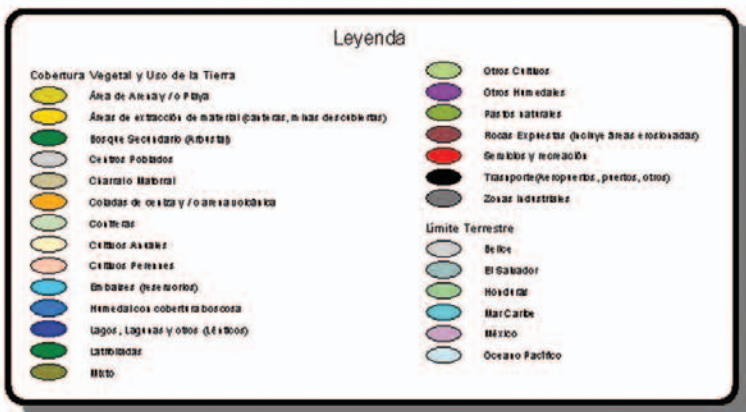 Leyenda
Cobertura Vegetal y Uso de la Tierra
Área de Arena y / o Playa
Áreas de extracción de material (canteras, minas descubiertas)
Bosque Secundario (Arbustal)
Centros Poblados
Charral o Matorral
Coladas de ceniza y / o arena volcánica
Coníferas
Cultivos Anuales
Cultivos Perennes
Embalses (reservorios)
Humedal con cobertura boscosa
Lagos, Lagunas y otros (Lénticos)
Latifoliadas
Mixto
Otros Cultivos
Otros Humedales
Pastos naturales
Rocas Expuestas (incluye áreas erosionadas)
Servicios y recreación
Transporte(Aeropuertos, puertos, otros)
Zonas Industriales
Límite Terrestre
Belice
El Salvador
Honduras
Mar Caribe
México
Oceano Pacífico